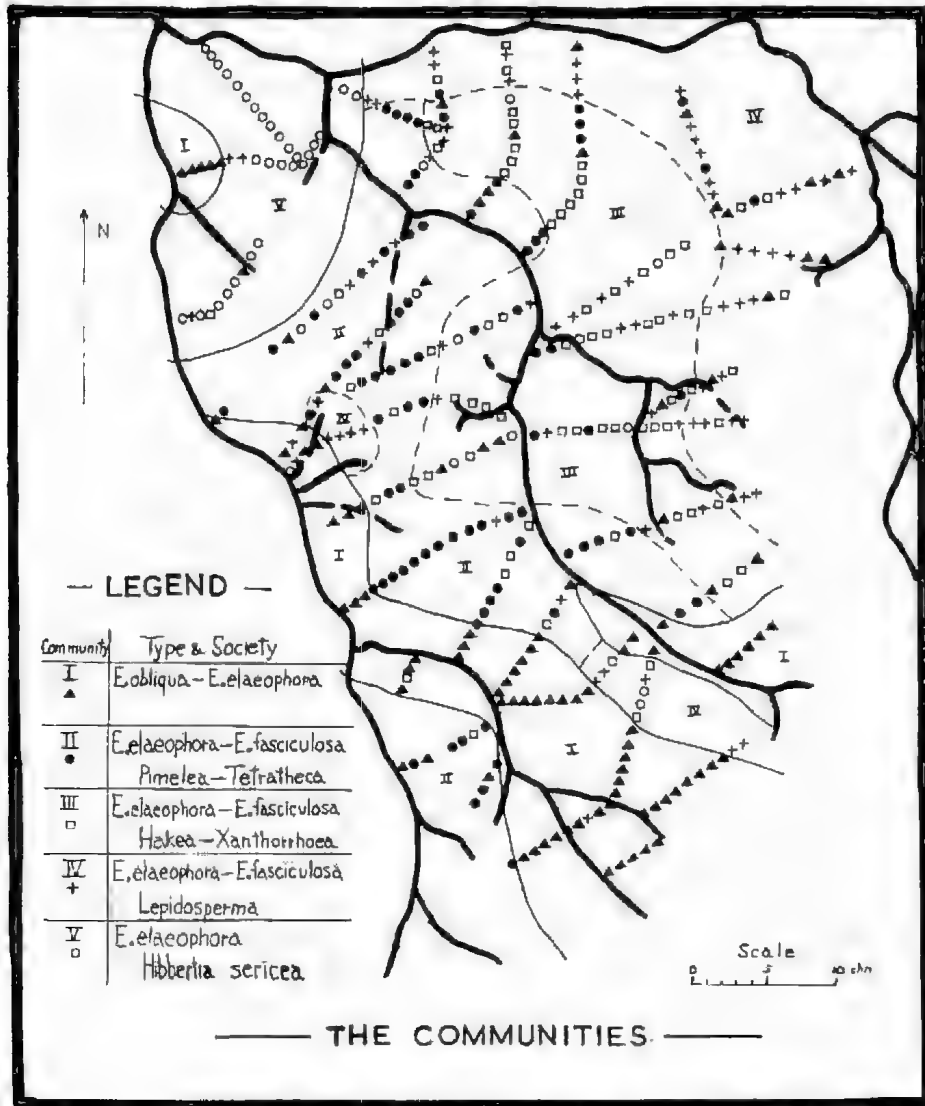 I
V
IV
N
III
II
IV
III
I
II
I
IV
I
II
— LEGEND —
Community Type & Society
I E.obliqua – E.elaeophora
▲
II E.elaeophora – E.fasciculosa
● Pimelea – Tetratheca
III E.elaeophora – E.fasciculosa
□ Hakea – Xanthorrhoea
IV E.elaeophora – E.fasciculosa
+ Lepidosperma
V E.elaeophora
□ Hibbertia sericea
Scale
0 5 10 chn
—— THE COMMUNITIES ——